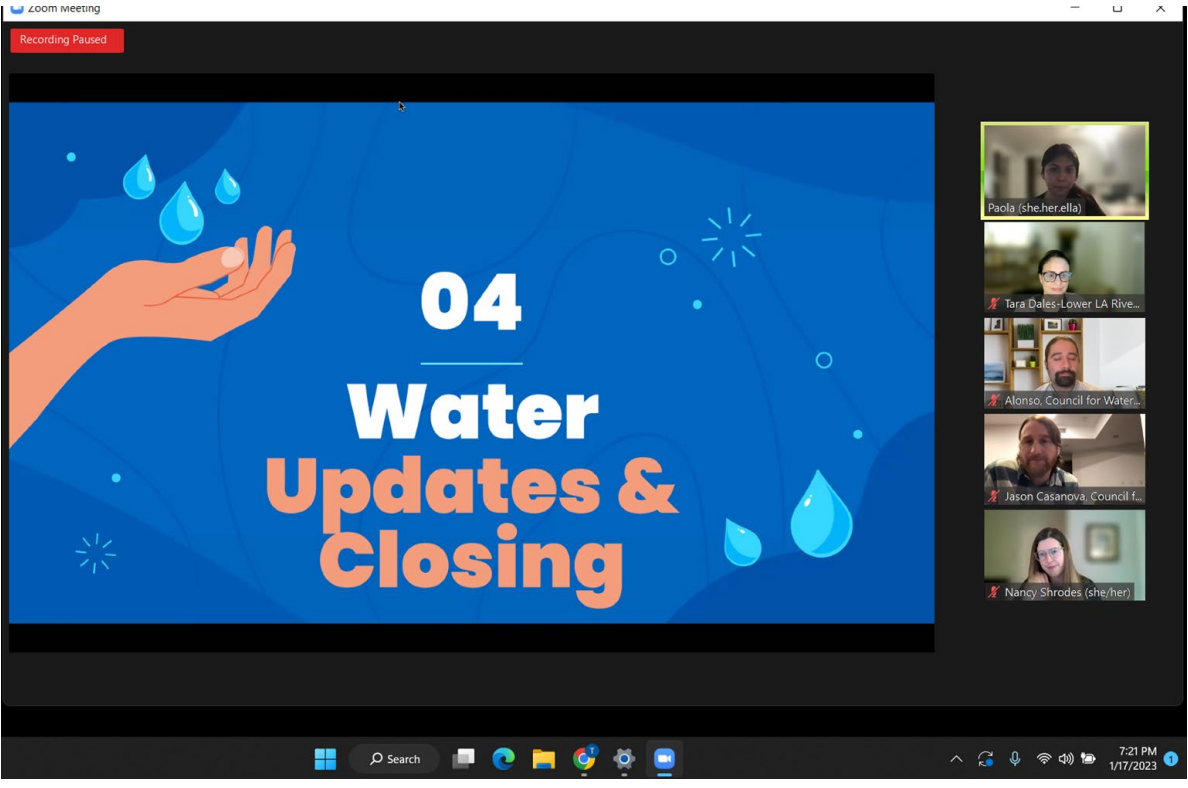 Zoom Meeting
Recording Paused
04
Water
Updates &
Closing
Paola (she.her.ella)
Tara Dales-Lower LA Rive...
Alonso, Council for Water...
Jason Casanova, Council f...
Nancy Shrodes (she/her)
Search
T
7:21 PM
1/17/2023
1